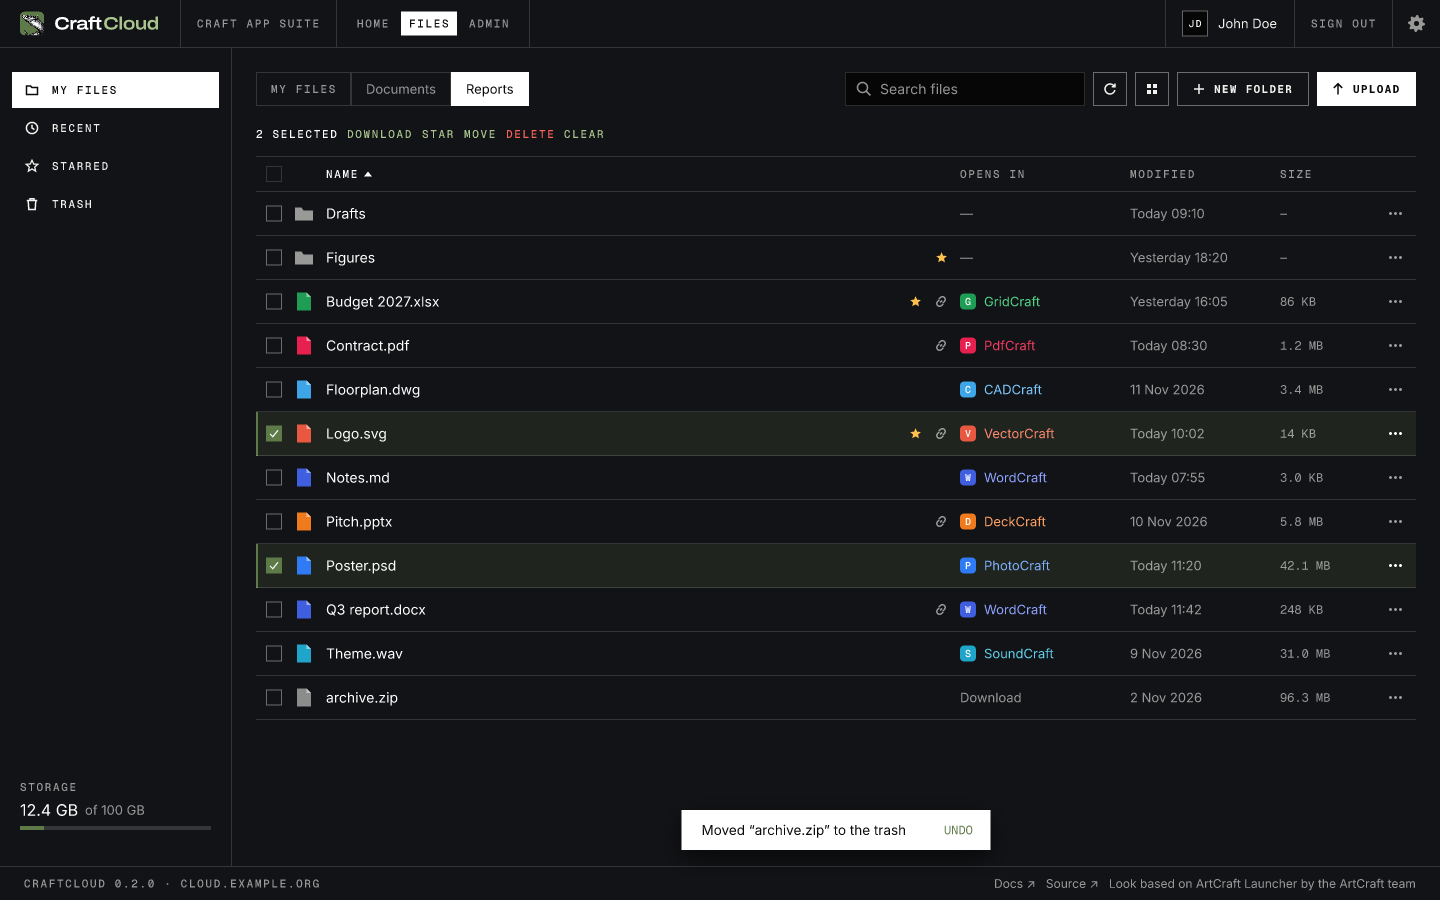 CraftCloud CRAFT APP SUITE HOME FILES ADMIN JD John Doe SIGN OUT
MY FILES
RECENT
STARRED
TRASH
MY FILES Documents Reports Search files NEW FOLDER UPLOAD
2 SELECTED DOWNLOAD STAR MOVE DELETE CLEAR
NAME OPENS IN MODIFIED SIZE
Drafts — Today 09:10 –
Figures — Yesterday 18:20 –
Budget 2027.xlsx G GridCraft Yesterday 16:05 86 KB
Contract.pdf P PdfCraft Today 08:30 1.2 MB
Floorplan.dwg C CADCraft 11 Nov 2026 3.4 MB
Logo.svg V VectorCraft Today 10:02 14 KB
Notes.md W WordCraft Today 07:55 3.0 KB
Pitch.pptx D DeckCraft 10 Nov 2026 5.8 MB
Poster.psd P PhotoCraft Today 11:20 42.1 MB
Q3 report.docx W WordCraft Today 11:42 248 KB
Theme.wav S SoundCraft 9 Nov 2026 31.0 MB
archive.zip Download 2 Nov 2026 96.3 MB
STORAGE
12.4 GB of 100 GB
Moved “archive.zip” to the trash UNDO
CRAFTCLOUD 0.2.0 · CLOUD.EXAMPLE.ORG Docs ↗ Source ↗ Look based on ArtCraft Launcher by the ArtCraft team